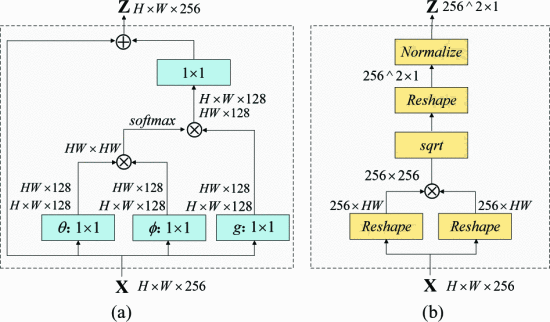 Z H×W×256
1×1
H×W×128
HW×128
softmax
HW×HW
HW×128
H×W×128
HW×128
H×W×128
HW×128
H×W×128
θ: 1×1
ϕ: 1×1
g: 1×1
X H×W×256
(a)
Z 256^2×1
Normalize
256^2×1
Reshape
sqrt
256×256
256×HW
256×HW
Reshape
Reshape
X H×W×256
(b)